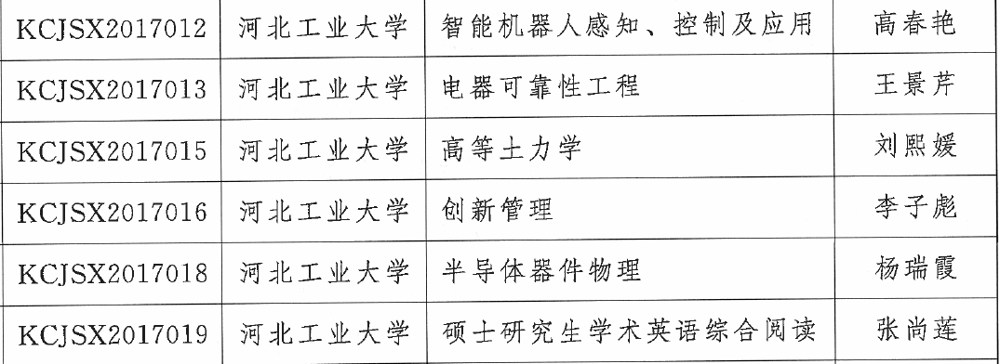 KCJSX2017012 河北工业大学 智能机器人感知、控制及应用 高春艳
KCJSX2017013 河北工业大学 电器可靠性工程 王景芹
KCJSX2017015 河北工业大学 高等土力学 刘熙媛
KCJSX2017016 河北工业大学 创新管理 李子彪
KCJSX2017018 河北工业大学 半导体器件物理 杨瑞霞
KCJSX2017019 河北工业大学 硕士研究生学术英语综合阅读 张尚莲